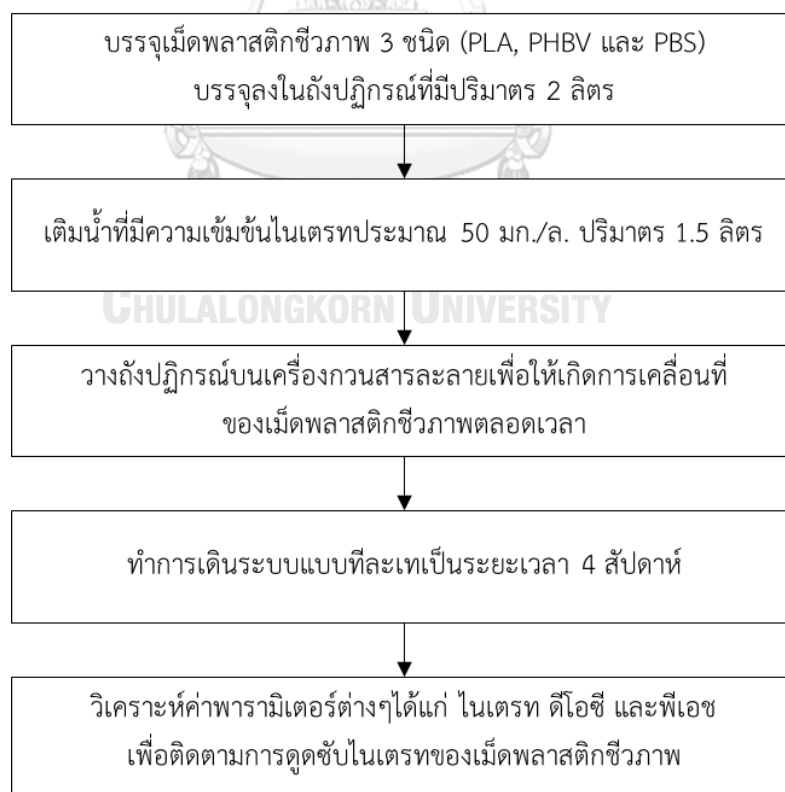 บรรจุเม็ดพลาสติกชีวภาพ 3 ชนิด (PLA, PHBV และ PBS)
บรรจุลงในถังปฏิกรณ์ที่มีปริมาตร 2 ลิตร
เติมน้ำที่มีความเข้มข้นไนเตรทประมาณ 50 มก./ล. ปริมาตร 1.5 ลิตร
CHULALONGKORN UNIVERSITY
วางถังปฏิกรณ์บนเครื่องกวนสารละลายเพื่อให้เกิดการเคลื่อนที่
ของเม็ดพลาสติกชีวภาพตลอดเวลา
ทำการเดินระบบแบบทีละเทเป็นระยะเวลา 4 สัปดาห์
วิเคราะห์ค่าพารามิเตอร์ต่างๆได้แก่ ไนเตรท ดีโอซี และพีเอช
เพื่อติดตามการดูดซับไนเตรทของเม็ดพลาสติกชีวภาพ